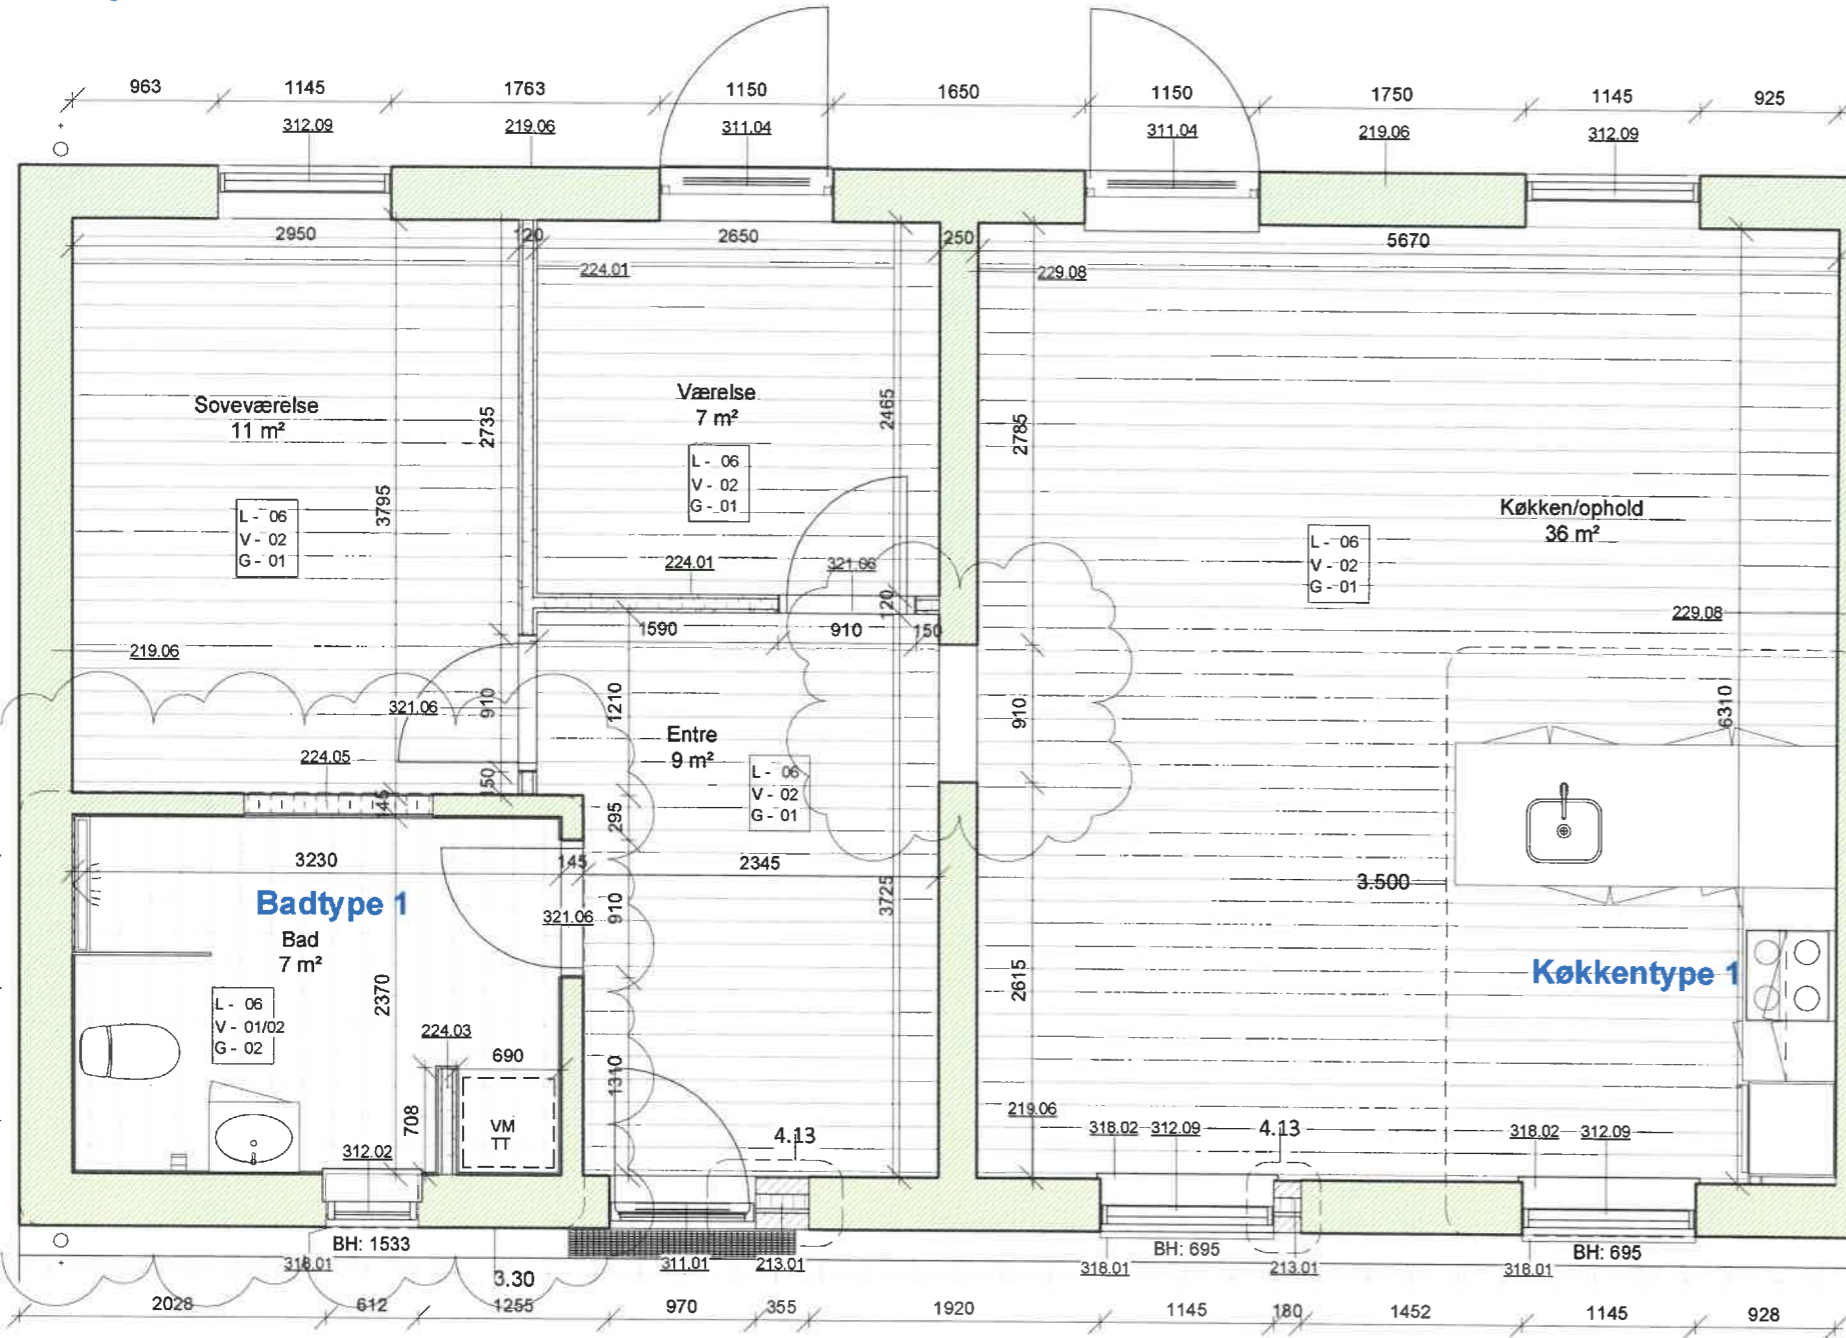 963 1145 1763 1150 1650 1150 1750 1145 925
312.09 219.06 311.04 311.04 219.06 312.09
2950 120 2650 250 5670
224.01 229.08
Soveværelse
11 m²
Værelse
7 m²
2735
2465
2785
3795
L - 06
V - 02
G - 01
L - 06
V - 02
G - 01
Køkken/ophold
36 m²
L - 06
V - 02
G - 01
224.01 321.06
120
229.08
1590 910 150
219.06
321.06
910
1210
910
6310
Entre
9 m²
L - 06
V - 02
G - 01
224.05
145
150
295
3230 145 2345
3.500
Badtype 1
Bad
7 m²
321.06
910
3725
2370
2615
Køkkentype 1
L - 06
V - 01/02
G - 02
224.03
690
1310
708
VM
TT
312.02
4.13
219.06
318.02 312.09
4.13
318.02 312.09
BH: 1533
BH: 695
BH: 695
318.01
3.30
311.01 213.01
318.01
213.01
318.01
2028 612 1255 970 355 1920 1145 180 1452 1145 928